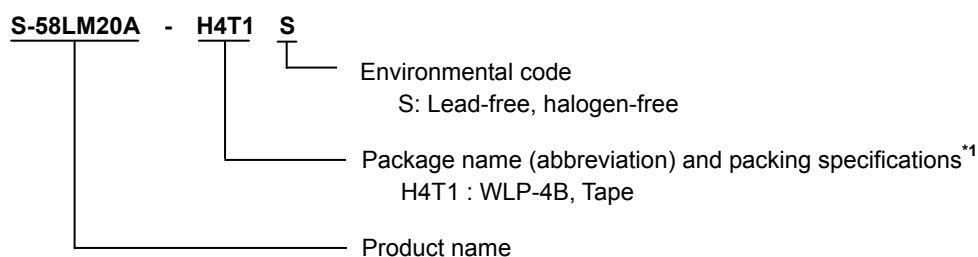 S-58LM20A - H4T1 S
Environmental code
S: Lead-free, halogen-free
Package name (abbreviation) and packing specifications*1
H4T1 : WLP-4B, Tape
Product name